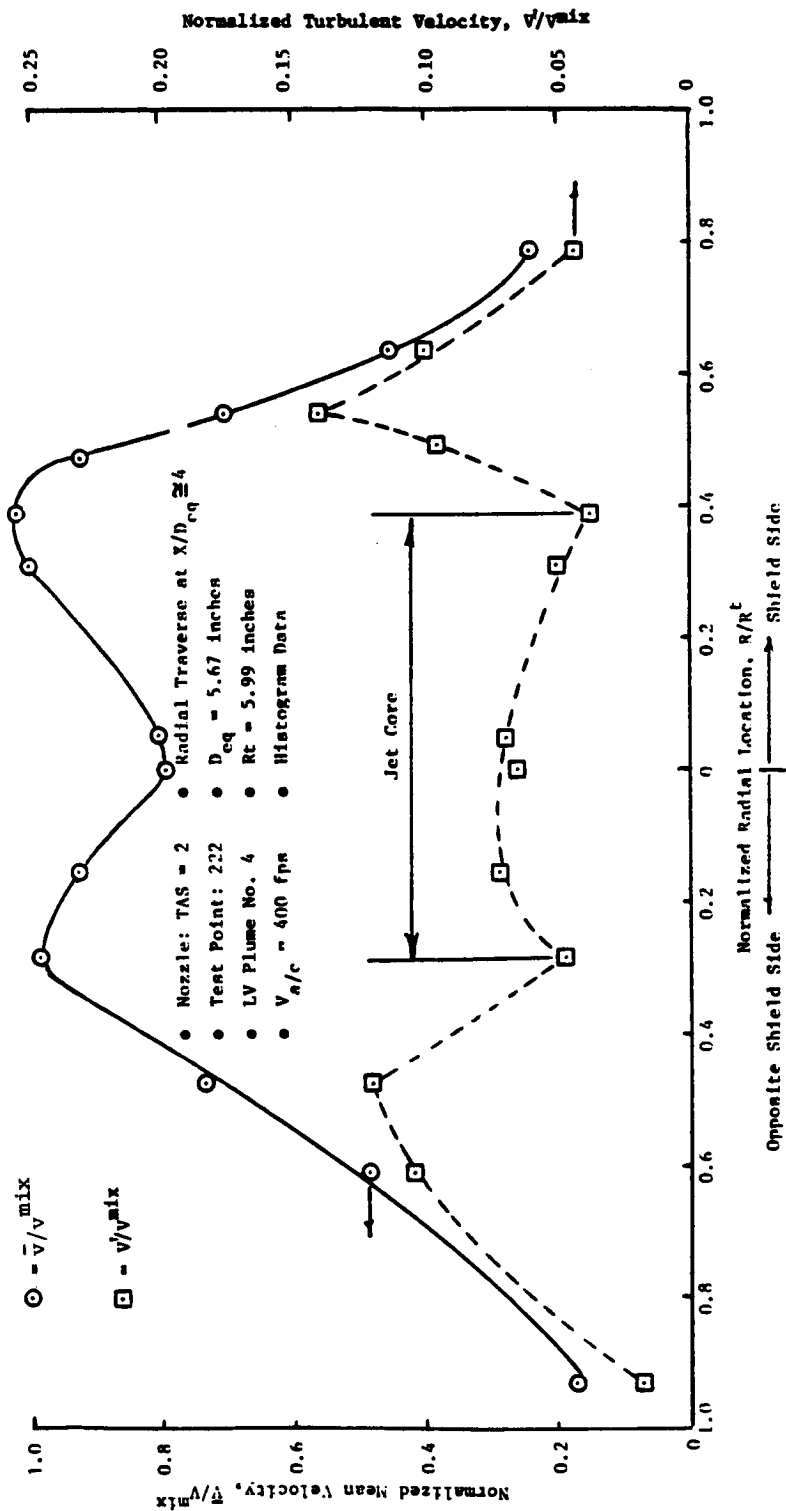 ⊙ = V̄/V^mix
⊡ = V'/V^mix
Normalized Mean Velocity, V̄/V^mix
1.0
0.8
0.6
0.4
0.2
0
• Nozzle: TAS = 2
• Radial Traverse at X/D_eq ≅ 4
• Test Point: 222
• D_eq = 5.67 inches
• LV Plume No. 4
• Rt = 5.99 inches
• V_a/c = 400 fps
• Histogram Data
Jet Core
Normalized Turbulent Velocity, V'/V^mix
0.25
0.20
0.15
0.10
0.05
0
1.0
0.8
0.6
0.4
0.2
0
0.2
0.4
0.6
0.8
1.0
Normalized Radial Location, R/R^t
Opposite Shield Side
Shield Side